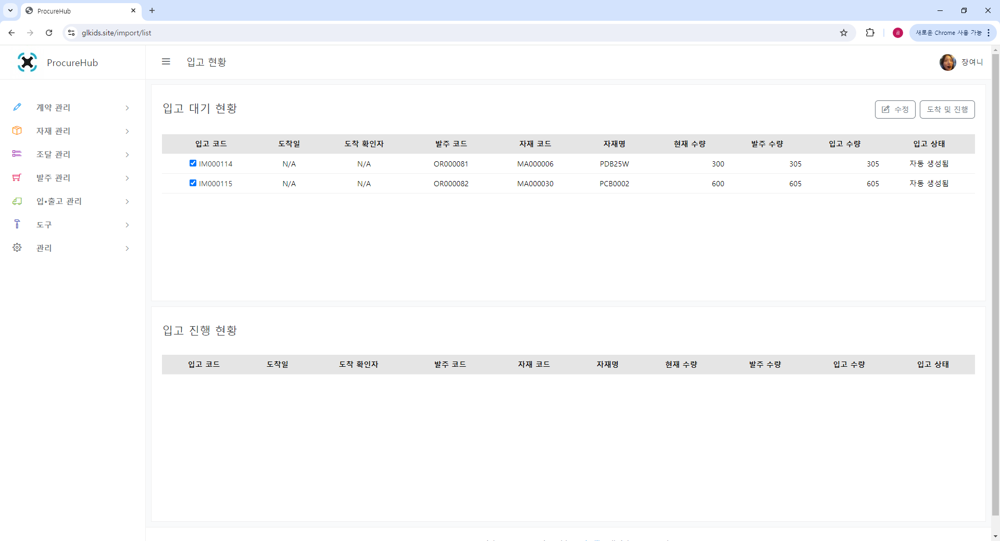 ProcureHub
glkids.site/import/list
곰
새로운 Chrome 사용 가능
ProcureHub
입고 현황
장여니
계약 관리
자재 관리
조달 관리
발주 관리
입•출고 관리
도구
관리
입고 대기 현황
수정
도착 및 진행
입고 코드 도착일 도착 확인자 발주 코드 자재 코드 자재명 현재 수량 발주 수량 입고 수량 입고 상태
IM000114 N/A N/A OR000081 MA000006 PDB25W 300 305 305 자동 생성됨
IM000115 N/A N/A OR000082 MA000030 PCB0002 600 605 605 자동 생성됨
입고 진행 현황
입고 코드 도착일 도착 확인자 발주 코드 자재 코드 자재명 현재 수량 발주 수량 입고 수량 입고 상태